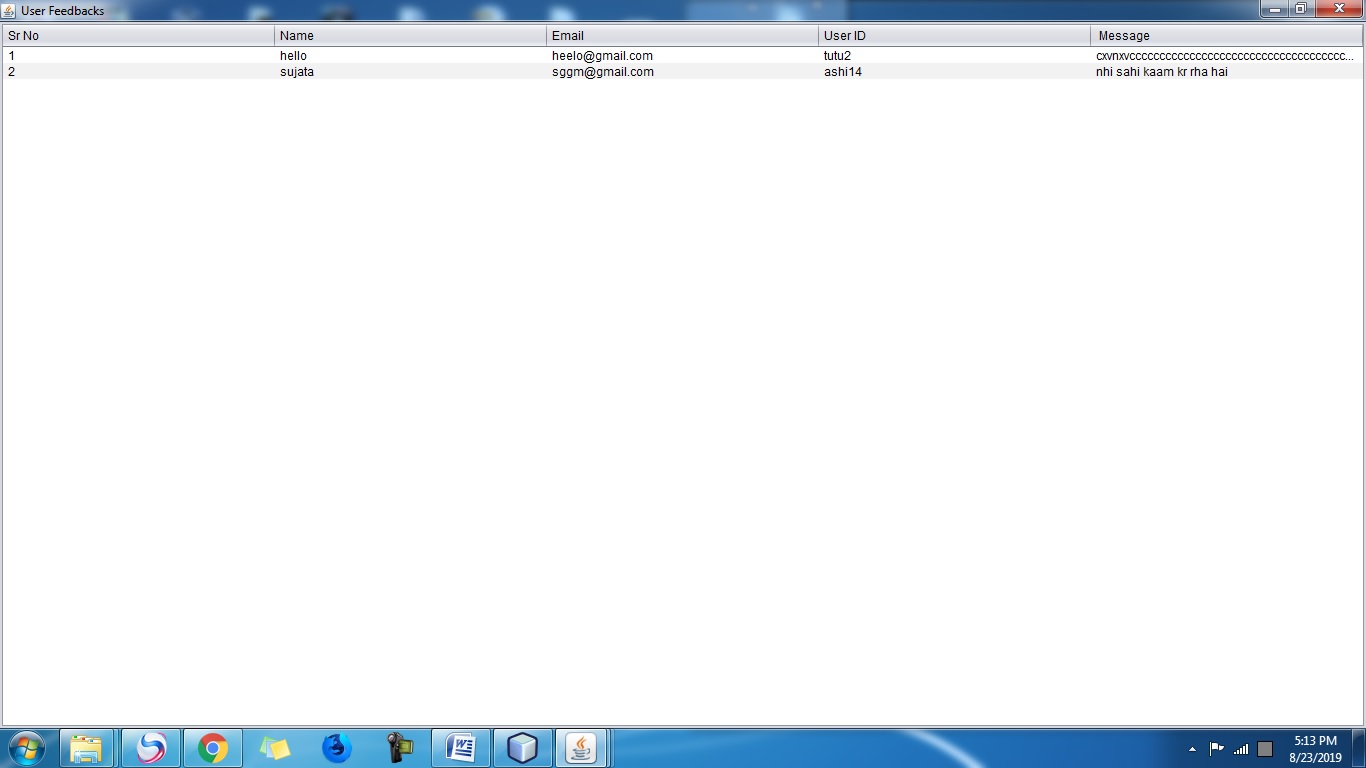 User Feedbacks
Sr No Name Email User ID Message
1 hello heelo@gmail.com tutu2 cxvnxvcccccccccccccccccccccccccccccccccccc...
2 sujata sggm@gmail.com ashi14 nhi sahi kaam kr rha hai
5:13 PM
8/23/2019